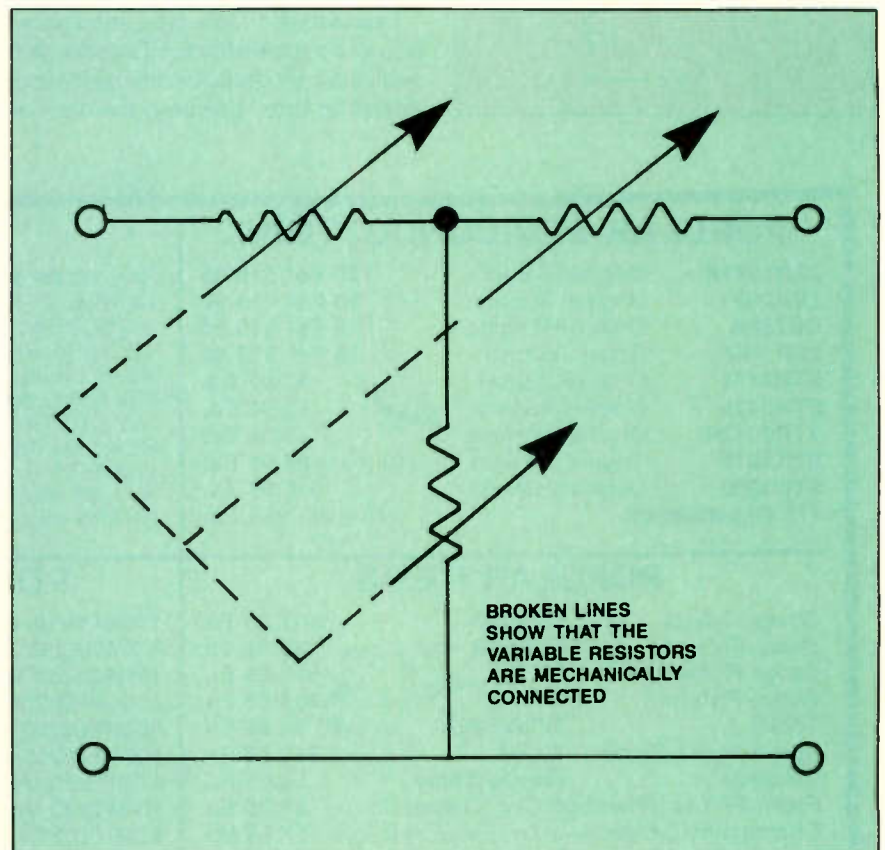 BROKEN LINES
SHOW THAT THE
VARIABLE RESISTORS
ARE MECHANICALLY
CONNECTED